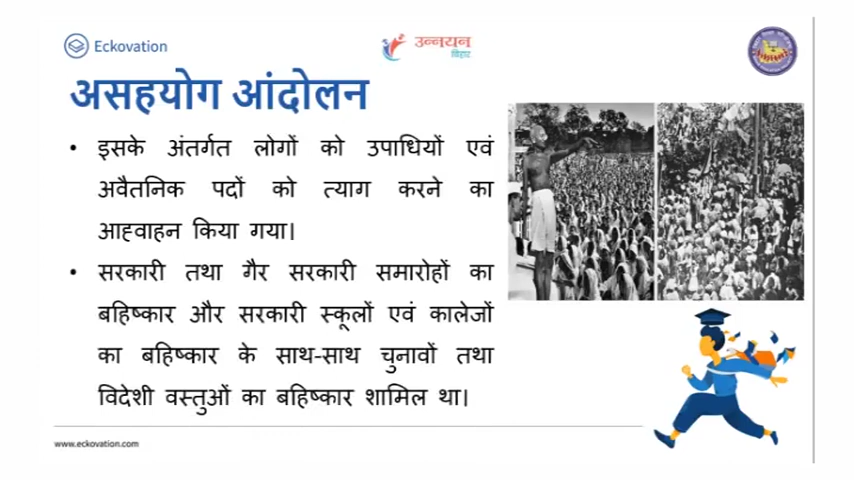 Eckovation
उन्नयन
बिहार
असहयोग आंदोलन
• इसके अंतर्गत लोगों को उपाधियों एवं
अवैतनिक पदों को त्याग करने का
आह्वाहन किया गया।
• सरकारी तथा गैर सरकारी समारोहों का
बहिष्कार और सरकारी स्कूलों एवं कालेजों
का बहिष्कार के साथ-साथ चुनावों तथा
विदेशी वस्तुओं का बहिष्कार शामिल था।
www.eckovation.com